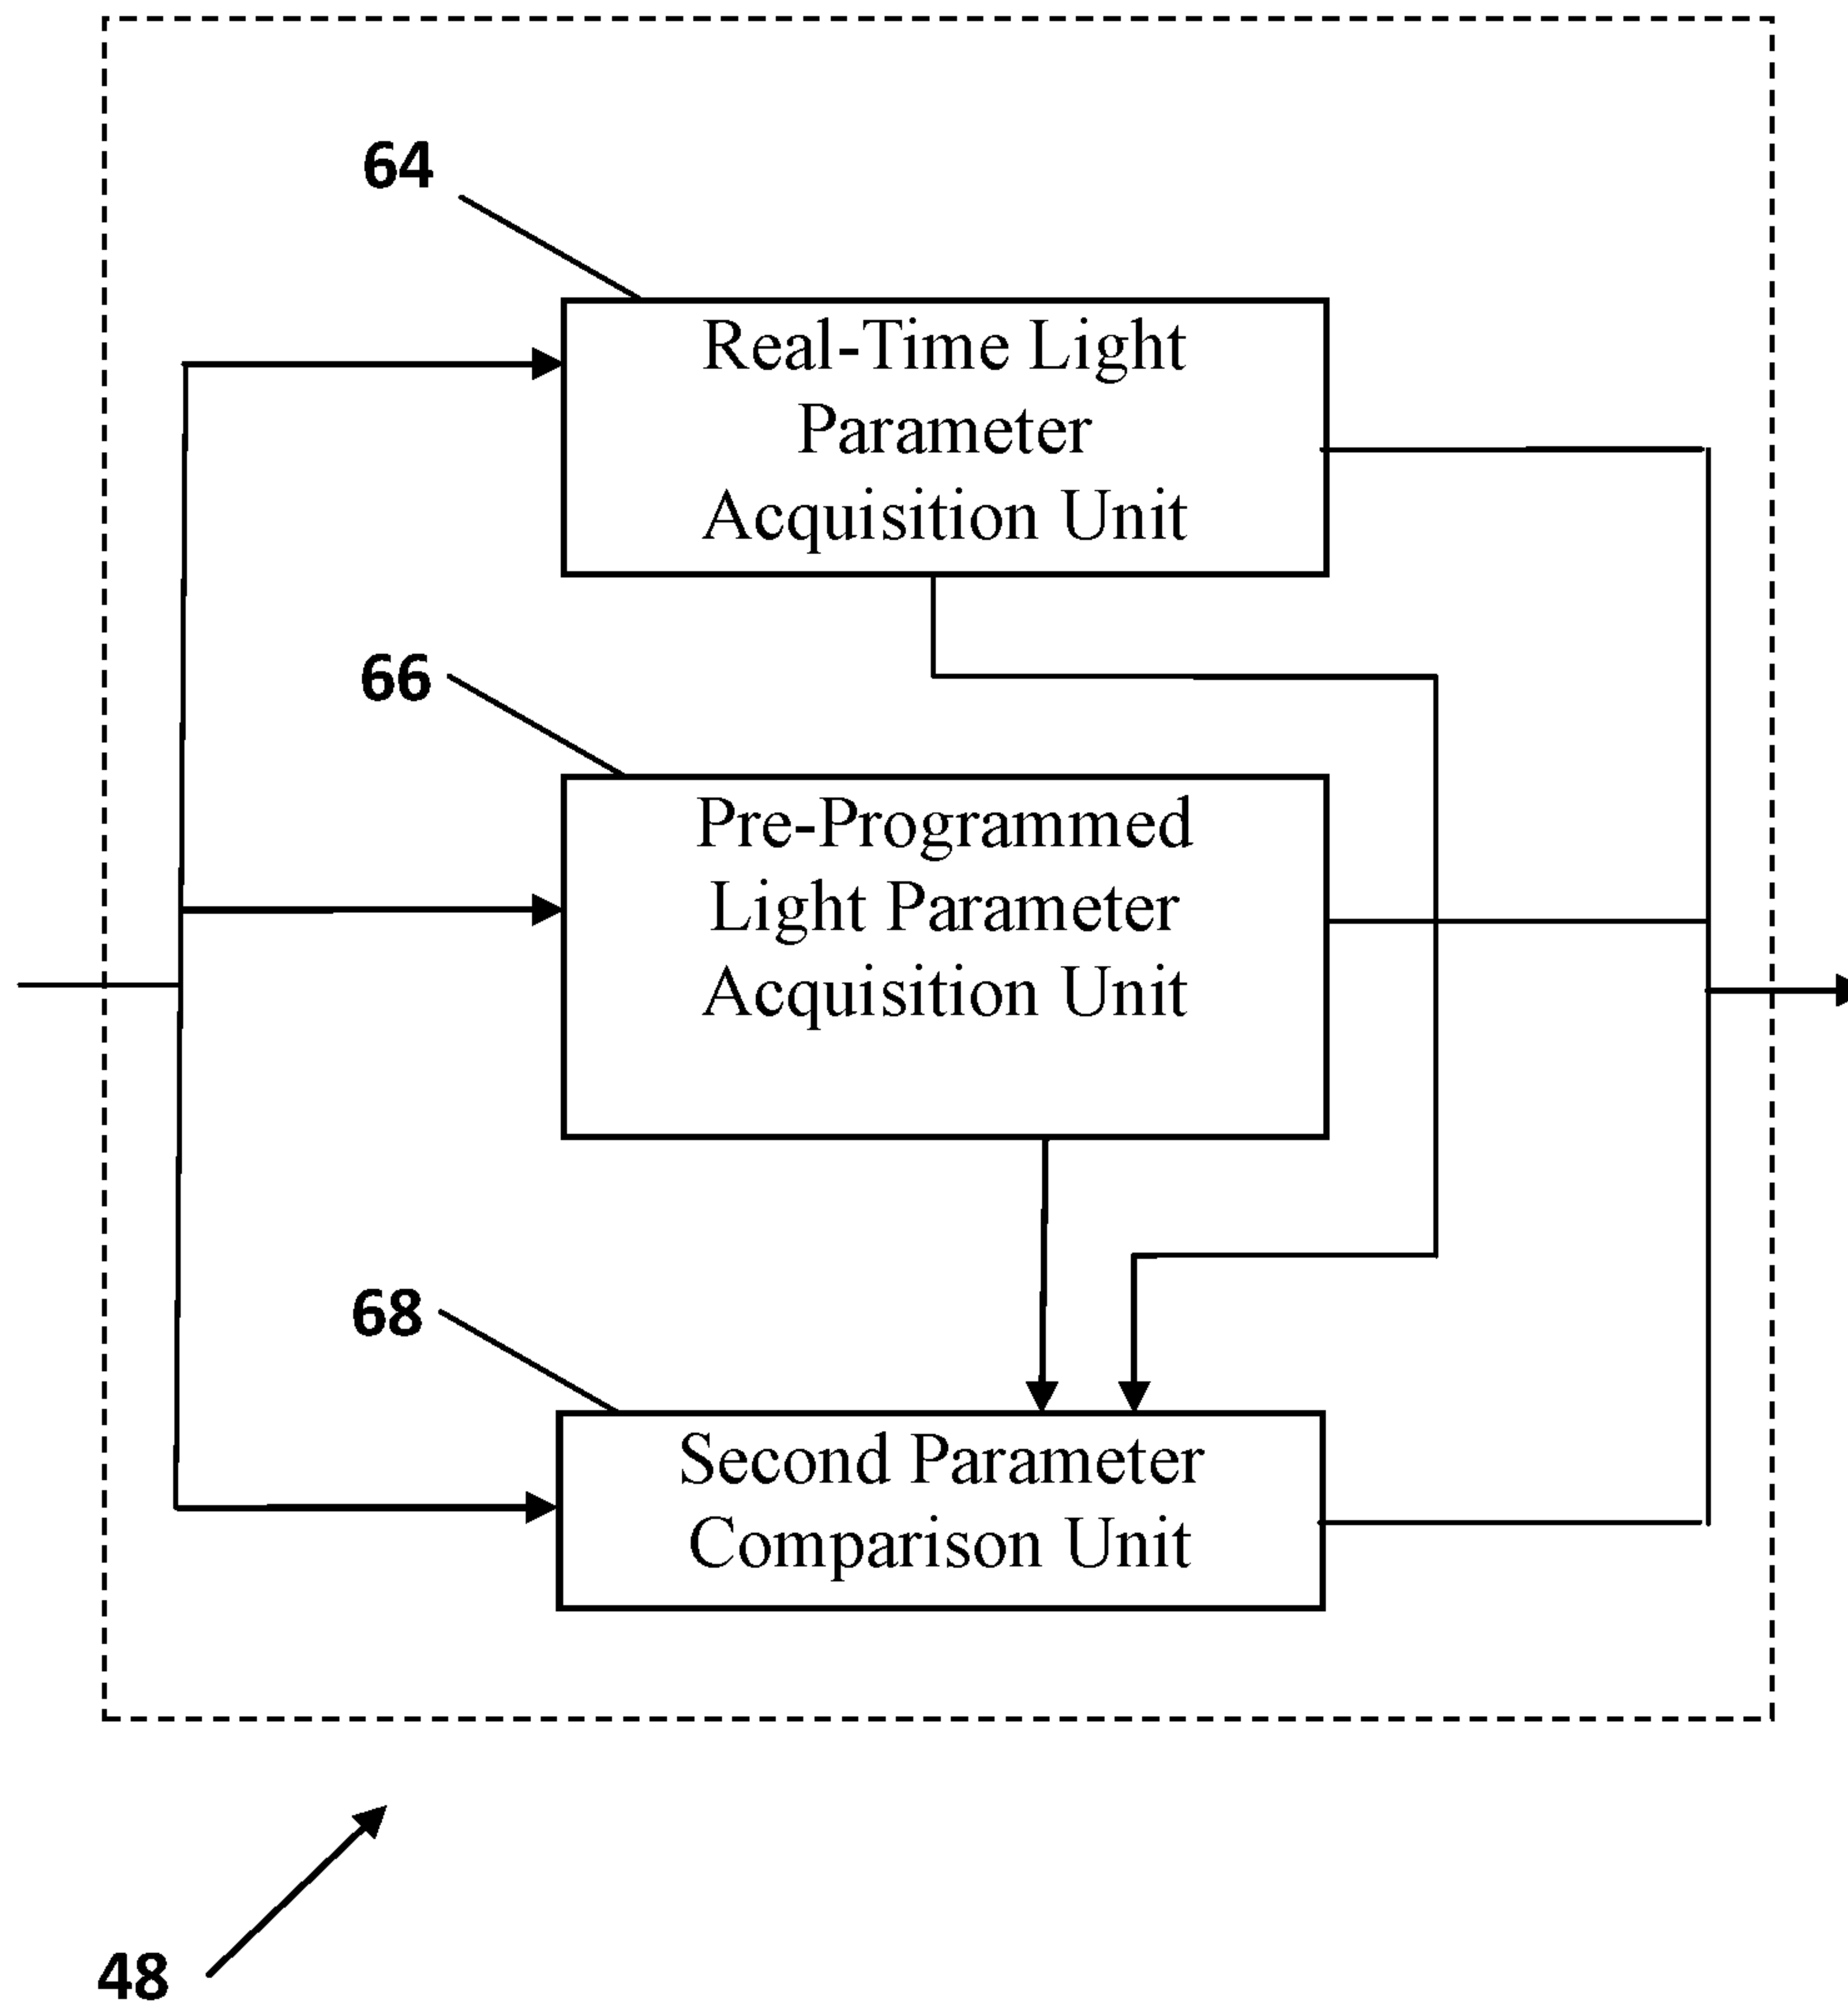 64
Real-Time Light
Parameter
Acquisition Unit
66
Pre-Programmed
Light Parameter
Acquisition Unit
68
Second Parameter
Comparison Unit
48